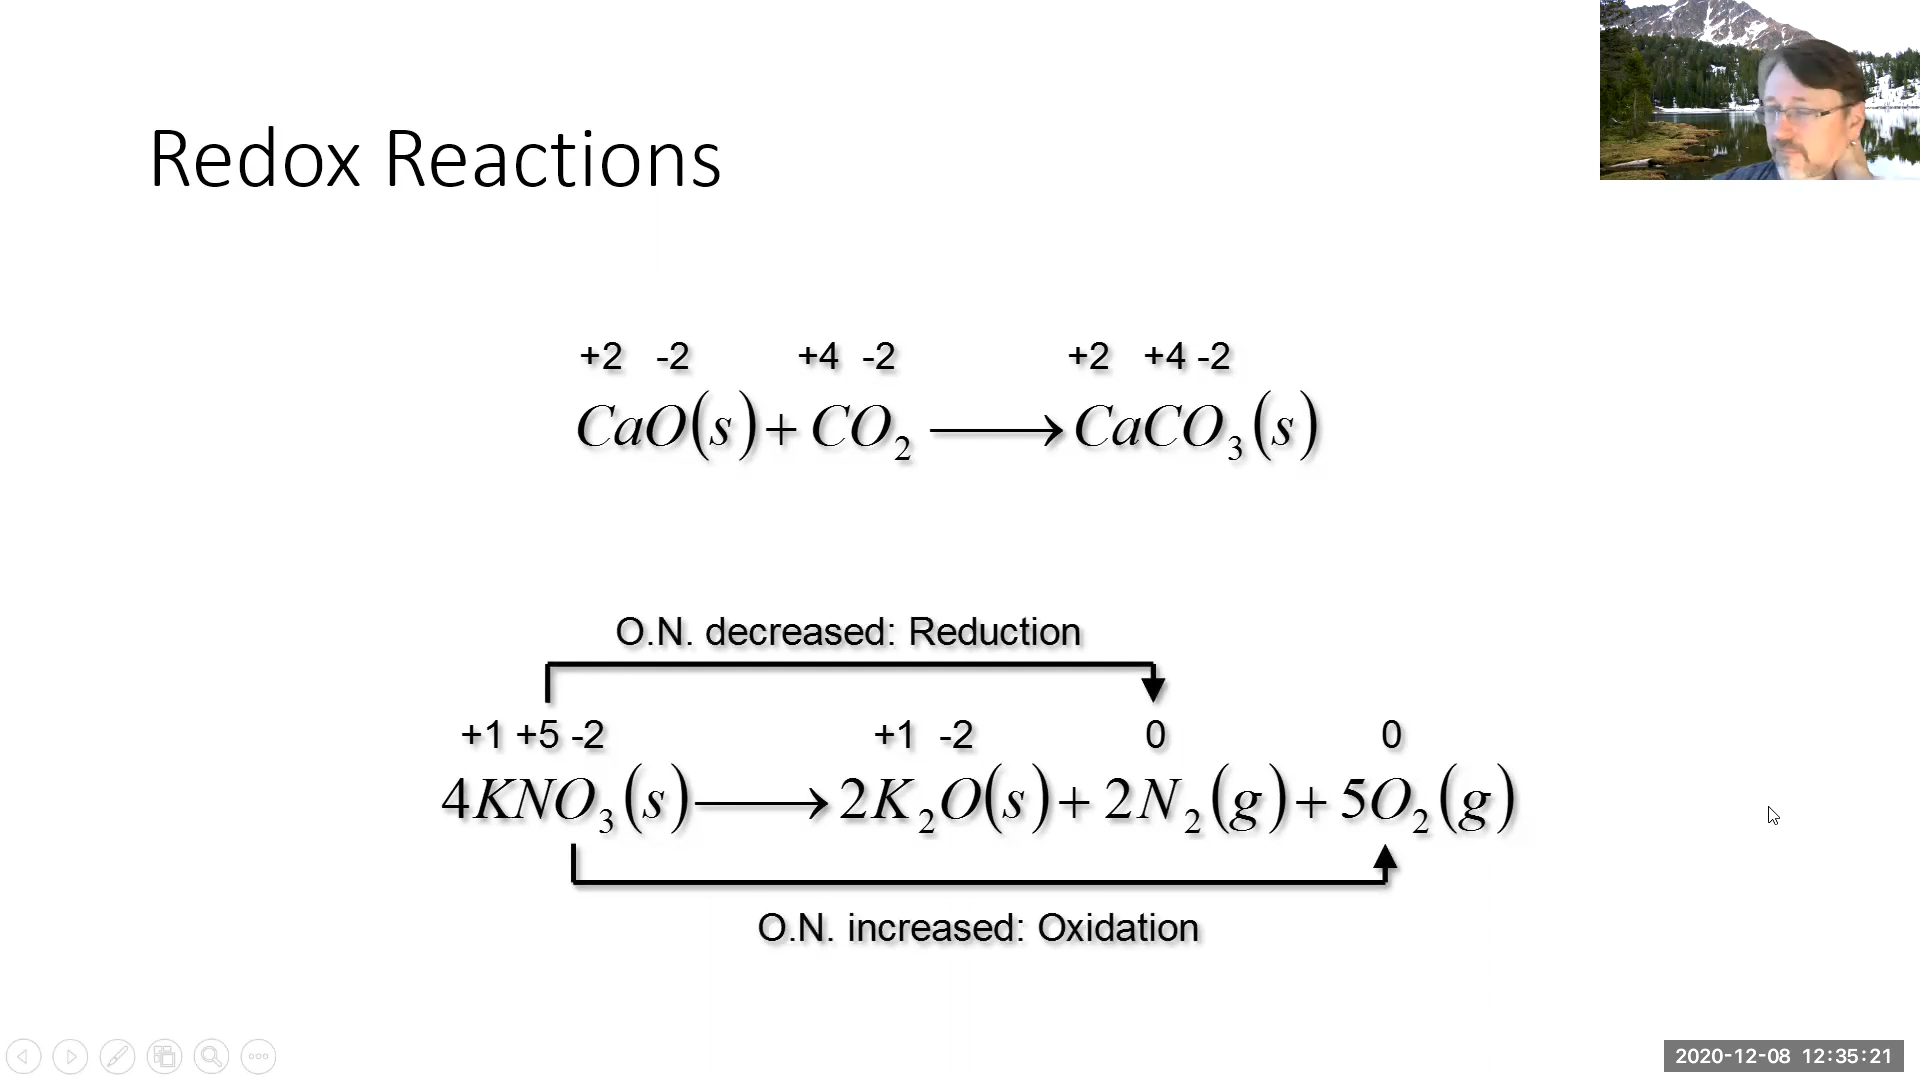 Redox Reactions
+2 -2 +4 -2 +2 +4 -2
CaO(s) + CO₂ ⟶ CaCO₃(s)
O.N. decreased: Reduction
+1 +5 -2 +1 -2 0 0
4KNO₃(s) ⟶ 2K₂O(s) + 2N₂(g) + 5O₂(g)
O.N. increased: Oxidation
2020-12-08 12:35:21